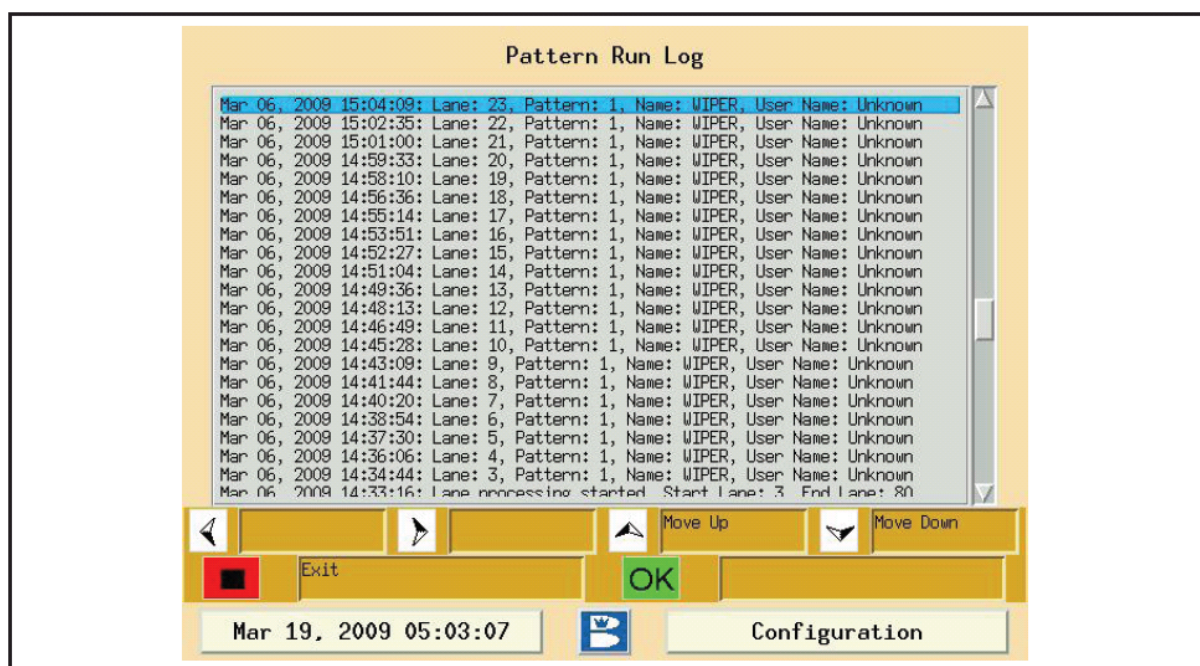 Pattern Run Log
Mar 06, 2009 15:04:09: Lane: 23, Pattern: 1, Name: WIPER, User Name: Unknown
Mar 06, 2009 15:02:35: Lane: 22, Pattern: 1, Name: WIPER, User Name: Unknown
Mar 06, 2009 15:01:00: Lane: 21, Pattern: 1, Name: WIPER, User Name: Unknown
Mar 06, 2009 14:59:33: Lane: 20, Pattern: 1, Name: WIPER, User Name: Unknown
Mar 06, 2009 14:58:10: Lane: 19, Pattern: 1, Name: WIPER, User Name: Unknown
Mar 06, 2009 14:56:36: Lane: 18, Pattern: 1, Name: WIPER, User Name: Unknown
Mar 06, 2009 14:55:14: Lane: 17, Pattern: 1, Name: WIPER, User Name: Unknown
Mar 06, 2009 14:53:51: Lane: 16, Pattern: 1, Name: WIPER, User Name: Unknown
Mar 06, 2009 14:52:27: Lane: 15, Pattern: 1, Name: WIPER, User Name: Unknown
Mar 06, 2009 14:51:04: Lane: 14, Pattern: 1, Name: WIPER, User Name: Unknown
Mar 06, 2009 14:49:36: Lane: 13, Pattern: 1, Name: WIPER, User Name: Unknown
Mar 06, 2009 14:48:13: Lane: 12, Pattern: 1, Name: WIPER, User Name: Unknown
Mar 06, 2009 14:46:49: Lane: 11, Pattern: 1, Name: WIPER, User Name: Unknown
Mar 06, 2009 14:45:28: Lane: 10, Pattern: 1, Name: WIPER, User Name: Unknown
Mar 06, 2009 14:43:09: Lane: 9, Pattern: 1, Name: WIPER, User Name: Unknown
Mar 06, 2009 14:41:44: Lane: 8, Pattern: 1, Name: WIPER, User Name: Unknown
Mar 06, 2009 14:40:20: Lane: 7, Pattern: 1, Name: WIPER, User Name: Unknown
Mar 06, 2009 14:38:54: Lane: 6, Pattern: 1, Name: WIPER, User Name: Unknown
Mar 06, 2009 14:37:30: Lane: 5, Pattern: 1, Name: WIPER, User Name: Unknown
Mar 06, 2009 14:36:06: Lane: 4, Pattern: 1, Name: WIPER, User Name: Unknown
Mar 06, 2009 14:34:44: Lane: 3, Pattern: 1, Name: WIPER, User Name: Unknown
Mar 06, 2009 14:33:16: Lane processing started. Start Lane: 3 End Lane: 80
Move Up
Move Down
Exit
OK
Mar 19, 2009 05:03:07
B
Configuration